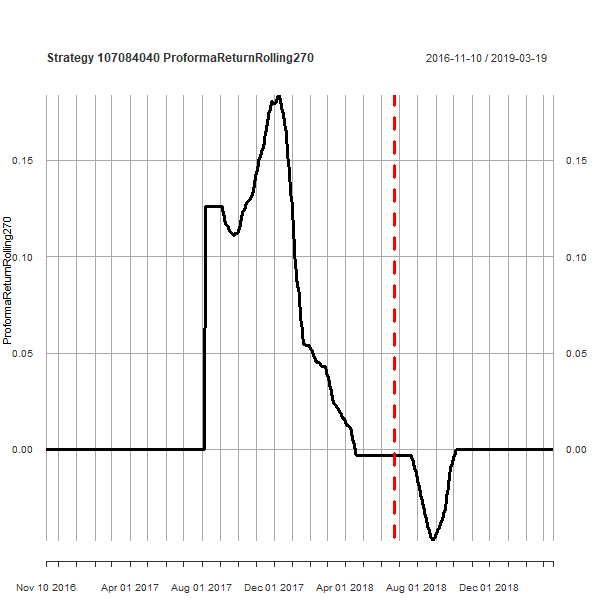 Strategy 107084040 ProformaReturnRolling270
2016-11-10 / 2019-03-19
ProformaReturnRolling270
0.15
0.10
0.05
0.00
0.15
0.10
0.05
0.00
Nov 10 2016
Apr 01 2017
Aug 01 2017
Dec 01 2017
Apr 01 2018
Aug 01 2018
Dec 01 2018